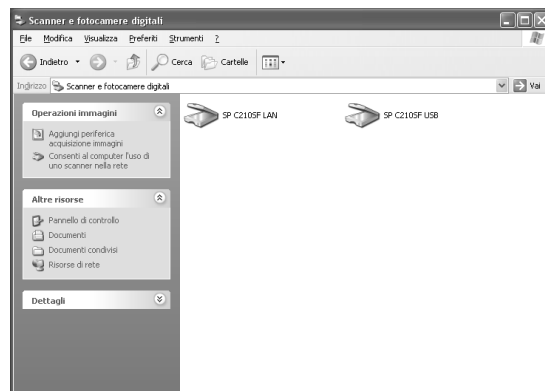 Scanner e fotocamere digitali
File Modifica Visualizza Preferiti Strumenti ?
Indietro Cerca Cartelle
Indirizzo Scanner e fotocamere digitali Vai
Operazioni immagini
Aggiungi periferica
acquisizione immagini
Consenti al computer l'uso di
uno scanner nella rete
Altre risorse
Pannello di controllo
Documenti
Documenti condivisi
Risorse di rete
Dettagli
SP C210SF LAN
SP C210SF USB